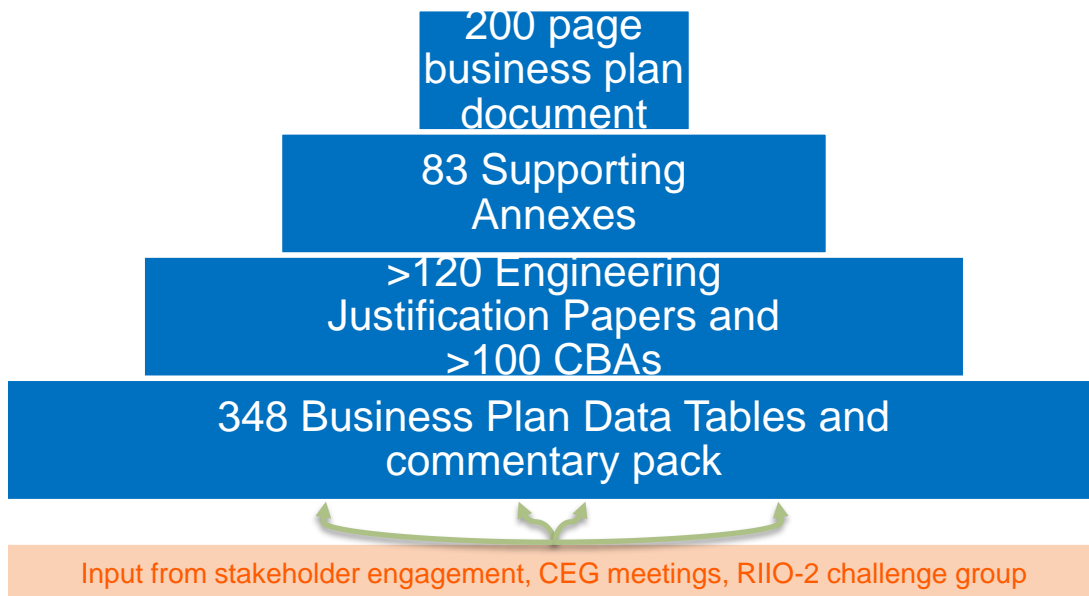 200 page
business plan
document
83 Supporting
Annexes
>120 Engineering
Justification Papers and
>100 CBAs
348 Business Plan Data Tables and
commentary pack
Input from stakeholder engagement, CEG meetings, RIIO-2 challenge group